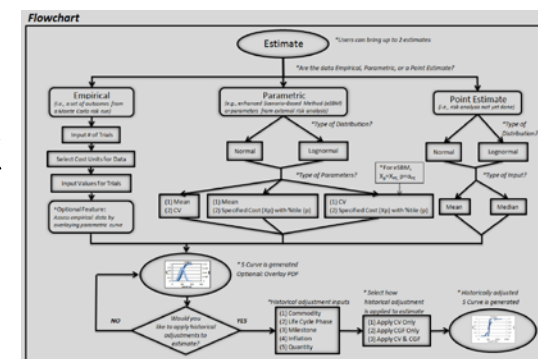 Flowchart
Estimate
*Users can bring up to 2 estimates
*Are the data Empirical, Parametric, or a Point Estimate?
Empirical
(i.e., a set of outcomes from
a Monte Carlo risk run)
Input # of Trials
Select Cost Units for Data
Input Values for Trials
*Optional Feature:
Assess empirical data by
overlaying parametric curve
Parametric
(e.g., enhanced Scenario-Based Method (eSBM)
or parameters from external risk analysis)
*Type of Distribution?
Normal
Lognormal
*Type of Parameters?
*For eSBM,
(1) Mean
(2) CV
(1) Mean
(2) Specified Cost (Xp) with %tile (p)
(1) CV
(2) Specified Cost (Xp) with %tile (p)
Point Estimate
(i.e., risk analysis not yet done)
*Type of
Distribution?
Normal
Lognormal
*Type of Input?
Mean
Median
*S Curve is generated
Optional: Overlay PDF
Would you
like to apply historical
adjustments to
estimate?
NO
YES
*Historical adjustment inputs
(1) Commodity
(2) Life Cycle Phase
(3) Milestone
(4) Inflation
(5) Quantity
*Select how
historical adjustment
is applied to estimate
(1) Apply CV Only
(2) Apply CGF Only
(3) Apply CV & CGF
*Historically adjusted
S Curve is generated